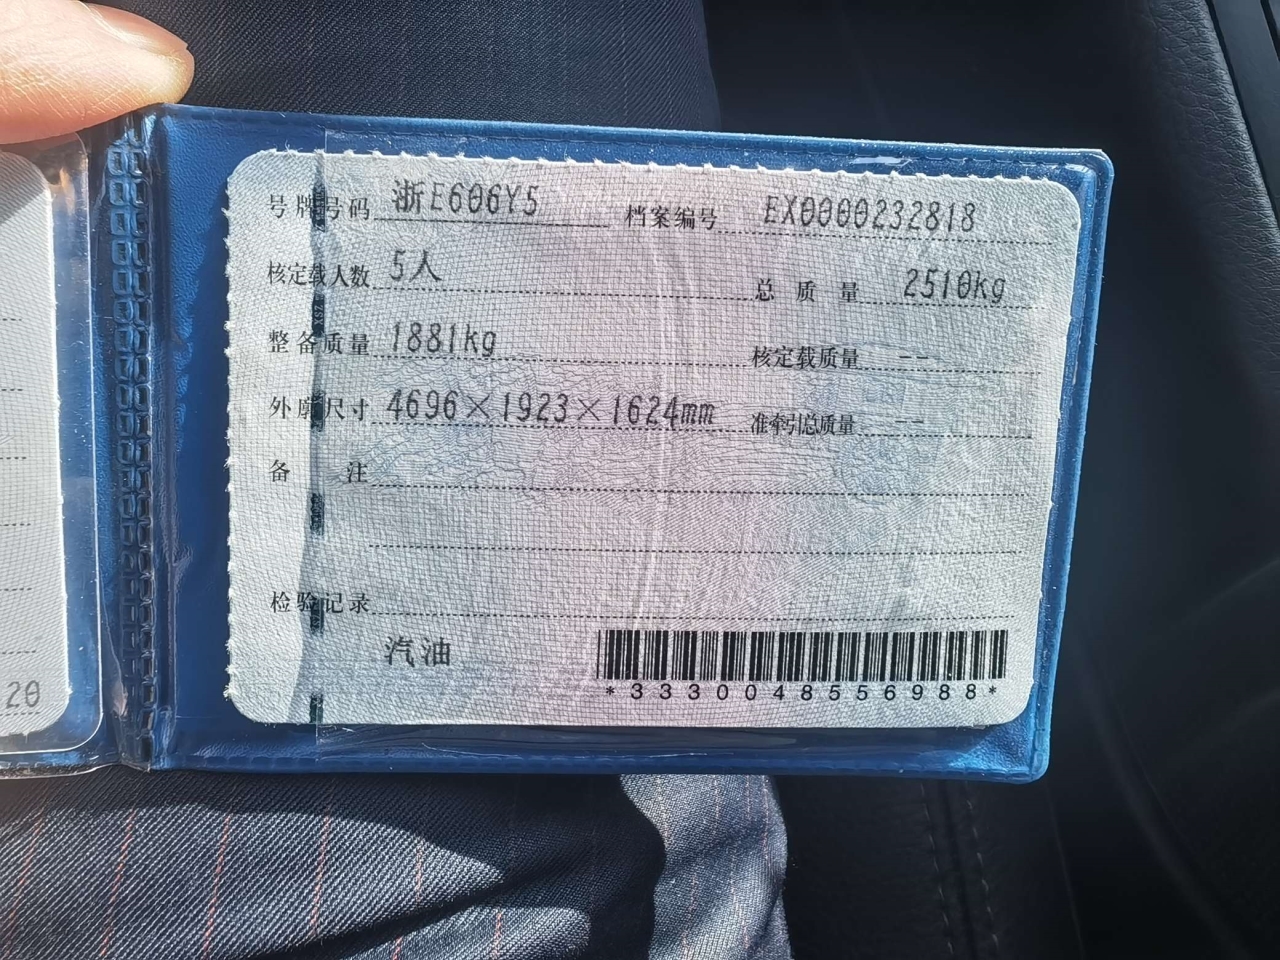 号牌号码 浙E606Y5 档案编号 EX0000232818
核定载人数 5人 总质量 2510kg
整备质量 1881kg 核定载质量 --
外廓尺寸 4696×1923×1624mm 准牵引总质量 --
备注
检验记录
汽油
*3330048556988*
20